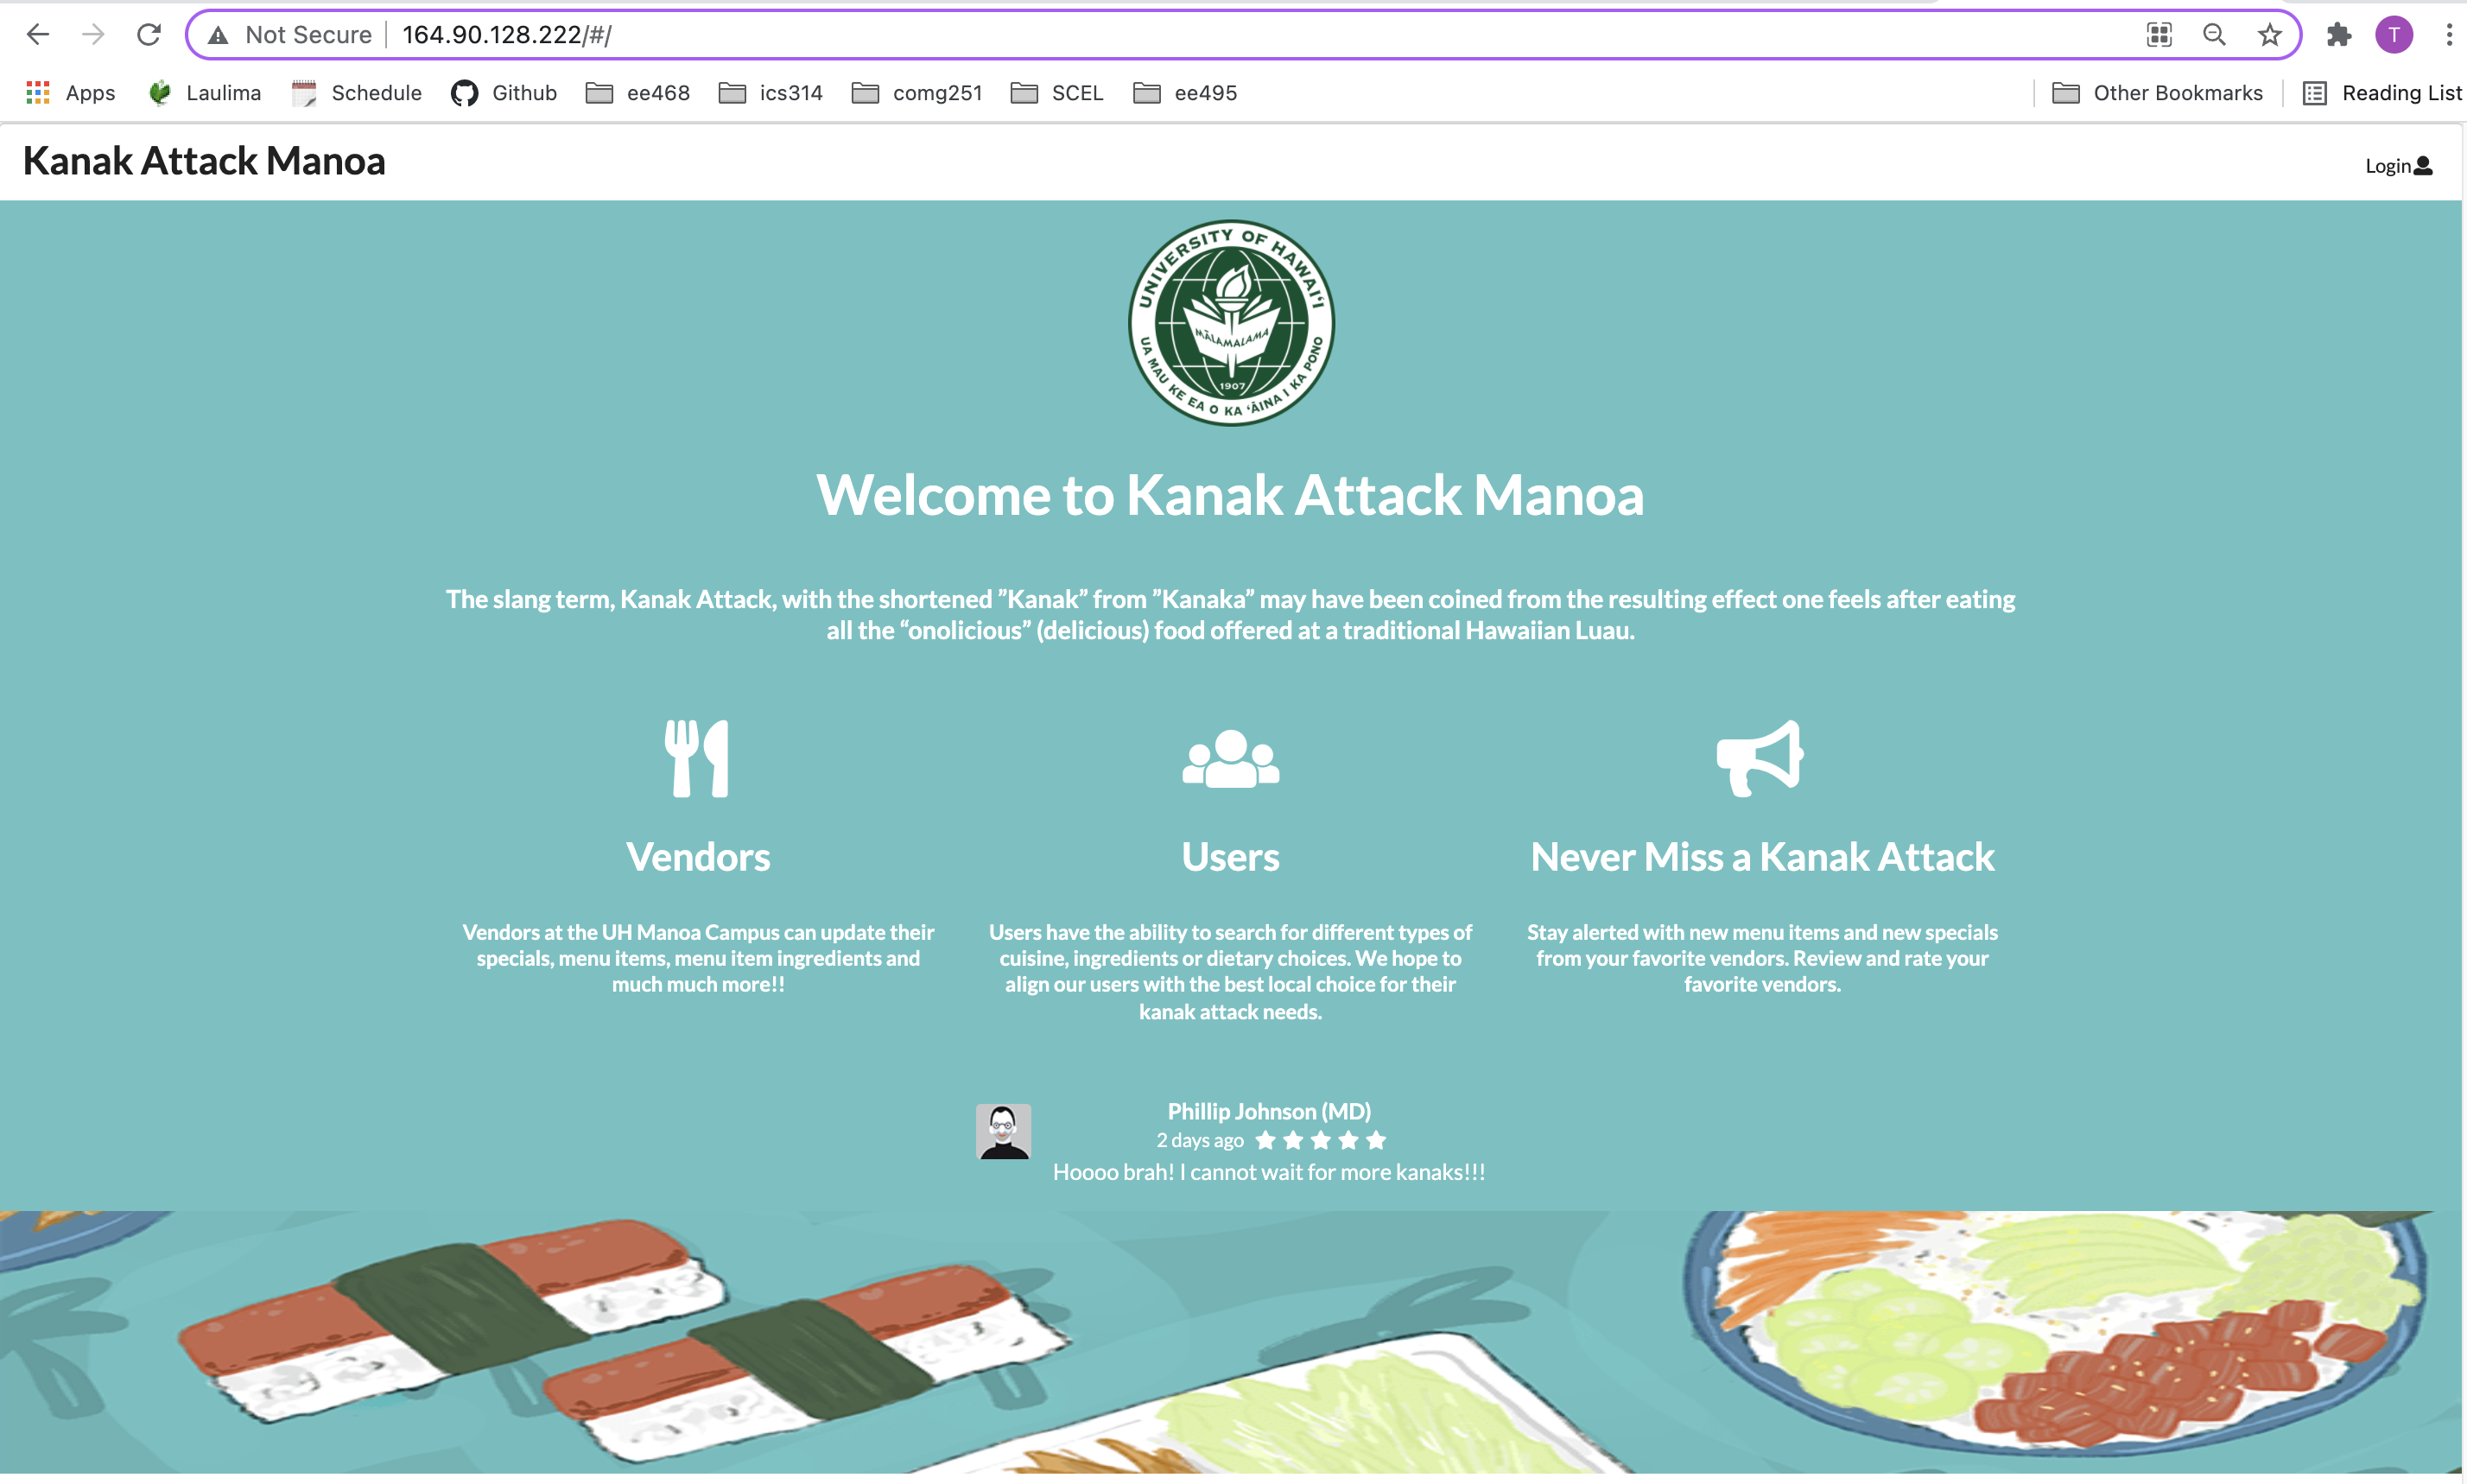 Not Secure 164.90.128.222/#/ T
Apps Laulima Schedule Github ee468 ics314 comg251 SCEL ee495 Other Bookmarks Reading List
Kanak Attack Manoa Login
UNIVERSITY OF HAWAIʻI
MĀLAMALAMA
1907
UA MAU KE EA O KA ʻĀINA I KA PONO
Welcome to Kanak Attack Manoa
The slang term, Kanak Attack, with the shortened ”Kanak” from ”Kanaka” may have been coined from the resulting effect one feels after eating
all the “onolicious” (delicious) food offered at a traditional Hawaiian Luau.
Vendors
Vendors at the UH Manoa Campus can update their
specials, menu items, menu item ingredients and
much much more!!
Users
Users have the ability to search for different types of
cuisine, ingredients or dietary choices. We hope to
align our users with the best local choice for their
kanak attack needs.
Never Miss a Kanak Attack
Stay alerted with new menu items and new specials
from your favorite vendors. Review and rate your
favorite vendors.
Phillip Johnson (MD)
2 days ago
Hoooo brah! I cannot wait for more kanaks!!!